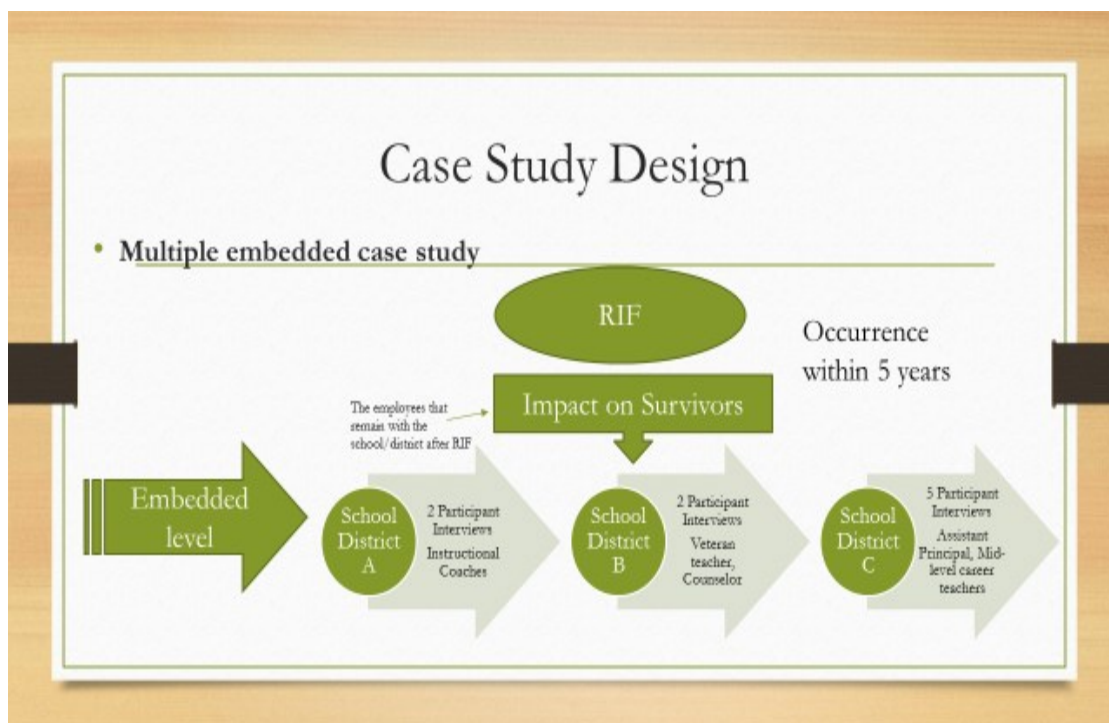 Case Study Design
• Multiple embedded case study
RIF
Occurrence
within 5 years
Impact on Survivors
The employees that
remain with the
school/district after RIF
Embedded
level
School
District
A
2 Participant
Interviews
Instructional
Coaches
School
District
B
2 Participant
Interviews
Veteran
teacher,
Counselor
School
District
C
5 Participant
Interviews
Assistant
Principal, Mid-
level career
teachers